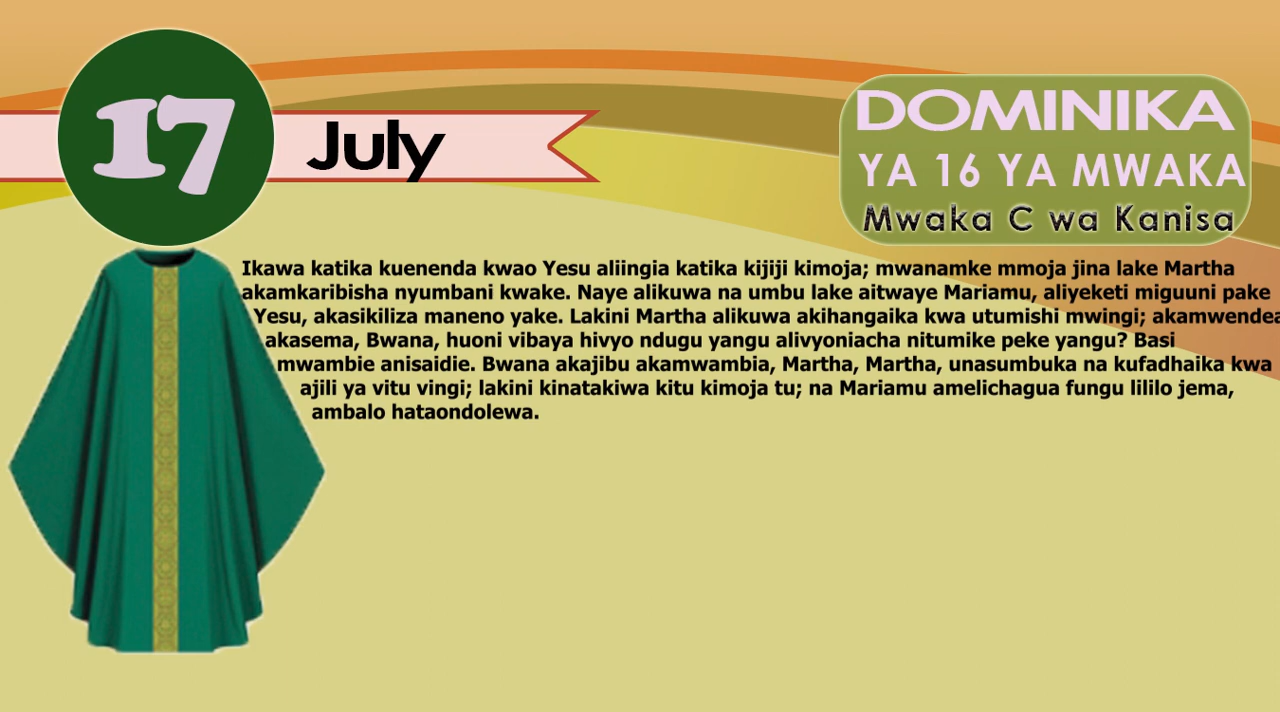 17
July
DOMINIKA
YA 16 YA MWAKA
Mwaka C wa Kanisa
Ikawa katika kuenenda kwao Yesu aliingia katika kijiji kimoja; mwanamke mmoja jina lake Martha
akamkaribisha nyumbani kwake. Naye alikuwa na umbu lake aitwaye Mariamu, aliyeketi miguuni pake
Yesu, akasikiliza maneno yake. Lakini Martha alikuwa akihangaika kwa utumishi mwingi; akamwendea
akasema, Bwana, huoni vibaya hivyo ndugu yangu alivyoniacha nitumike peke yangu? Basi
mwambie anisaidie. Bwana akajibu akamwambia, Martha, Martha, unasumbuka na kufadhaika kwa
ajili ya vitu vingi; lakini kinatakiwa kitu kimoja tu; na Mariamu amelichagua fungu lililo jema,
ambalo hataondolewa.